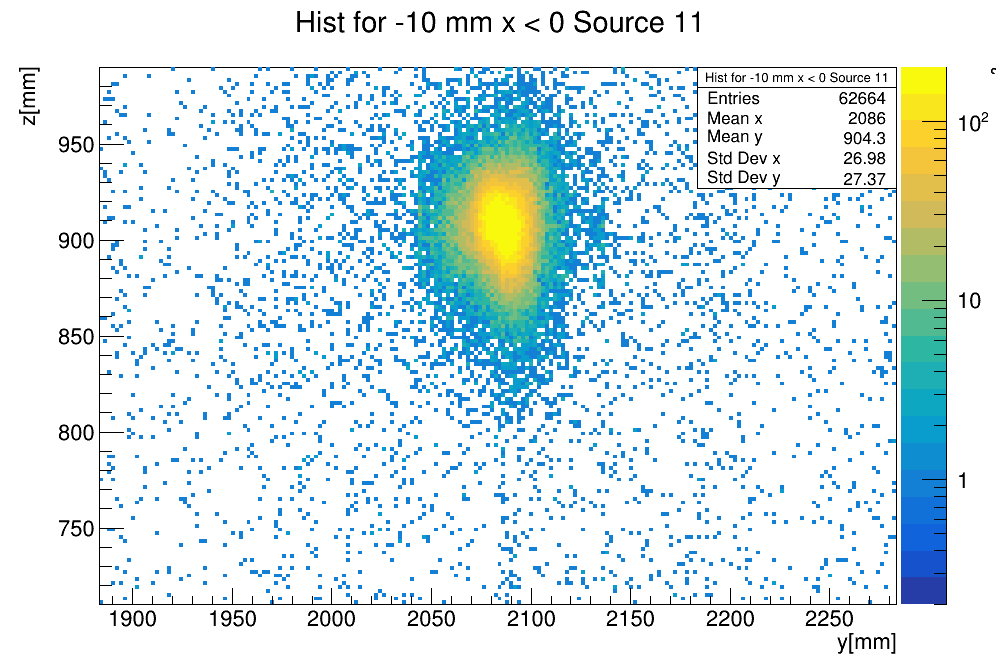 Hist for -10 mm x < 0 Source 11
z[mm]
Hist for -10 mm x < 0 Source 11
Entries 62664
Mean x 2086
Mean y 904.3
Std Dev x 26.98
Std Dev y 27.37
950
900
850
800
750
10²
10
1
1900 1950 2000 2050 2100 2150 2200 2250
y[mm]